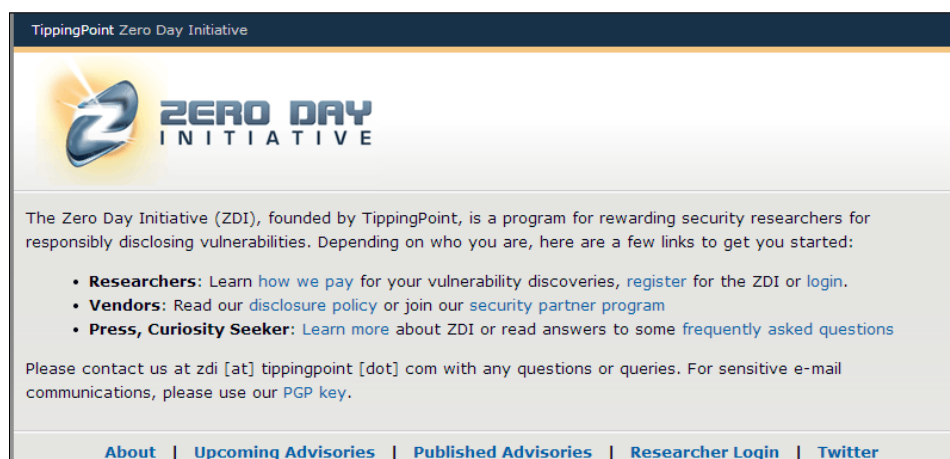 TippingPoint Zero Day Initiative
ZERO DAY
INITIATIVE
The Zero Day Initiative (ZDI), founded by TippingPoint, is a program for rewarding security researchers for
responsibly disclosing vulnerabilities. Depending on who you are, here are a few links to get you started:
• Researchers: Learn how we pay for your vulnerability discoveries, register for the ZDI or login.
• Vendors: Read our disclosure policy or join our security partner program
• Press, Curiosity Seeker: Learn more about ZDI or read answers to some frequently asked questions
Please contact us at zdi [at] tippingpoint [dot] com with any questions or queries. For sensitive e-mail
communications, please use our PGP key.
About | Upcoming Advisories | Published Advisories | Researcher Login | Twitter